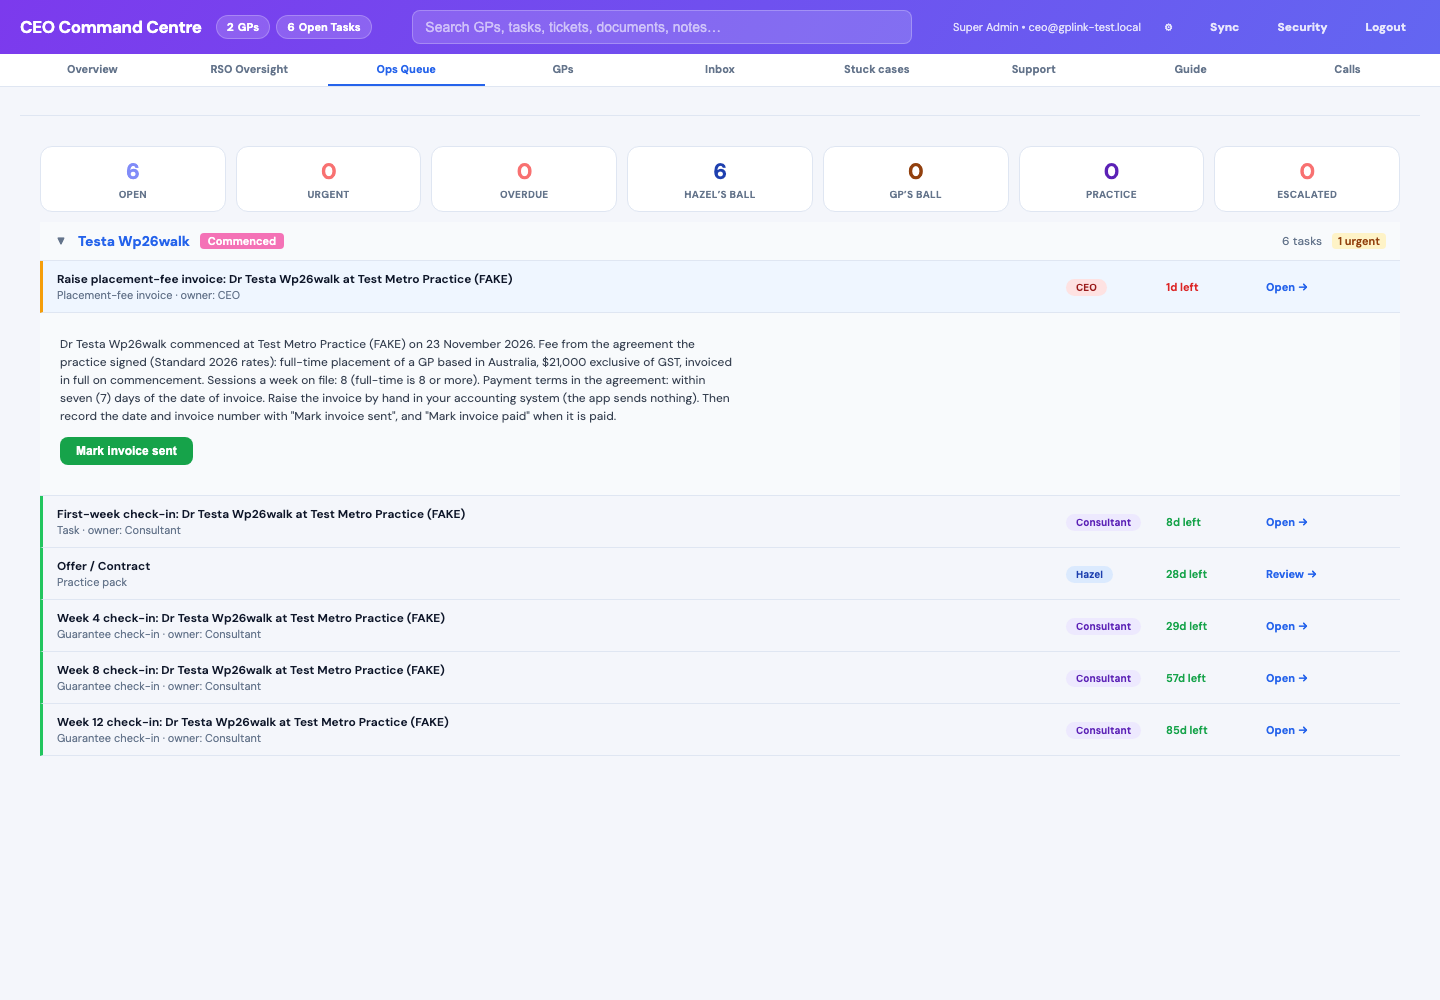 CEO Command Centre
2 GPs
6 Open Tasks
Search GPs, tasks, tickets, documents, notes...
Super Admin • ceo@gplink-test.local
Sync
Security
Logout
Overview
RSO Oversight
Ops Queue
GPs
Inbox
Stuck cases
Support
Guide
Calls
6
OPEN
0
URGENT
0
OVERDUE
6
HAZEL'S BALL
0
GP'S BALL
0
PRACTICE
0
ESCALATED
▼ Testa Wp26walk Commenced
6 tasks 1 urgent
Raise placement-fee invoice: Dr Testa Wp26walk at Test Metro Practice (FAKE)
Placement-fee invoice · owner: CEO
CEO
1d left
Open →
Dr Testa Wp26walk commenced at Test Metro Practice (FAKE) on 23 November 2026. Fee from the agreement the
practice signed (Standard 2026 rates): full-time placement of a GP based in Australia, $21,000 exclusive of GST, invoiced
in full on commencement. Sessions a week on file: 8 (full-time is 8 or more). Payment terms in the agreement: within
seven (7) days of the date of invoice. Raise the invoice by hand in your accounting system (the app sends nothing). Then
record the date and invoice number with "Mark invoice sent", and "Mark invoice paid" when it is paid.
Mark invoice sent
First-week check-in: Dr Testa Wp26walk at Test Metro Practice (FAKE)
Task · owner: Consultant
Consultant
8d left
Open →
Offer / Contract
Practice pack
Hazel
28d left
Review →
Week 4 check-in: Dr Testa Wp26walk at Test Metro Practice (FAKE)
Guarantee check-in · owner: Consultant
Consultant
29d left
Open →
Week 8 check-in: Dr Testa Wp26walk at Test Metro Practice (FAKE)
Guarantee check-in · owner: Consultant
Consultant
57d left
Open →
Week 12 check-in: Dr Testa Wp26walk at Test Metro Practice (FAKE)
Guarantee check-in · owner: Consultant
Consultant
85d left
Open →